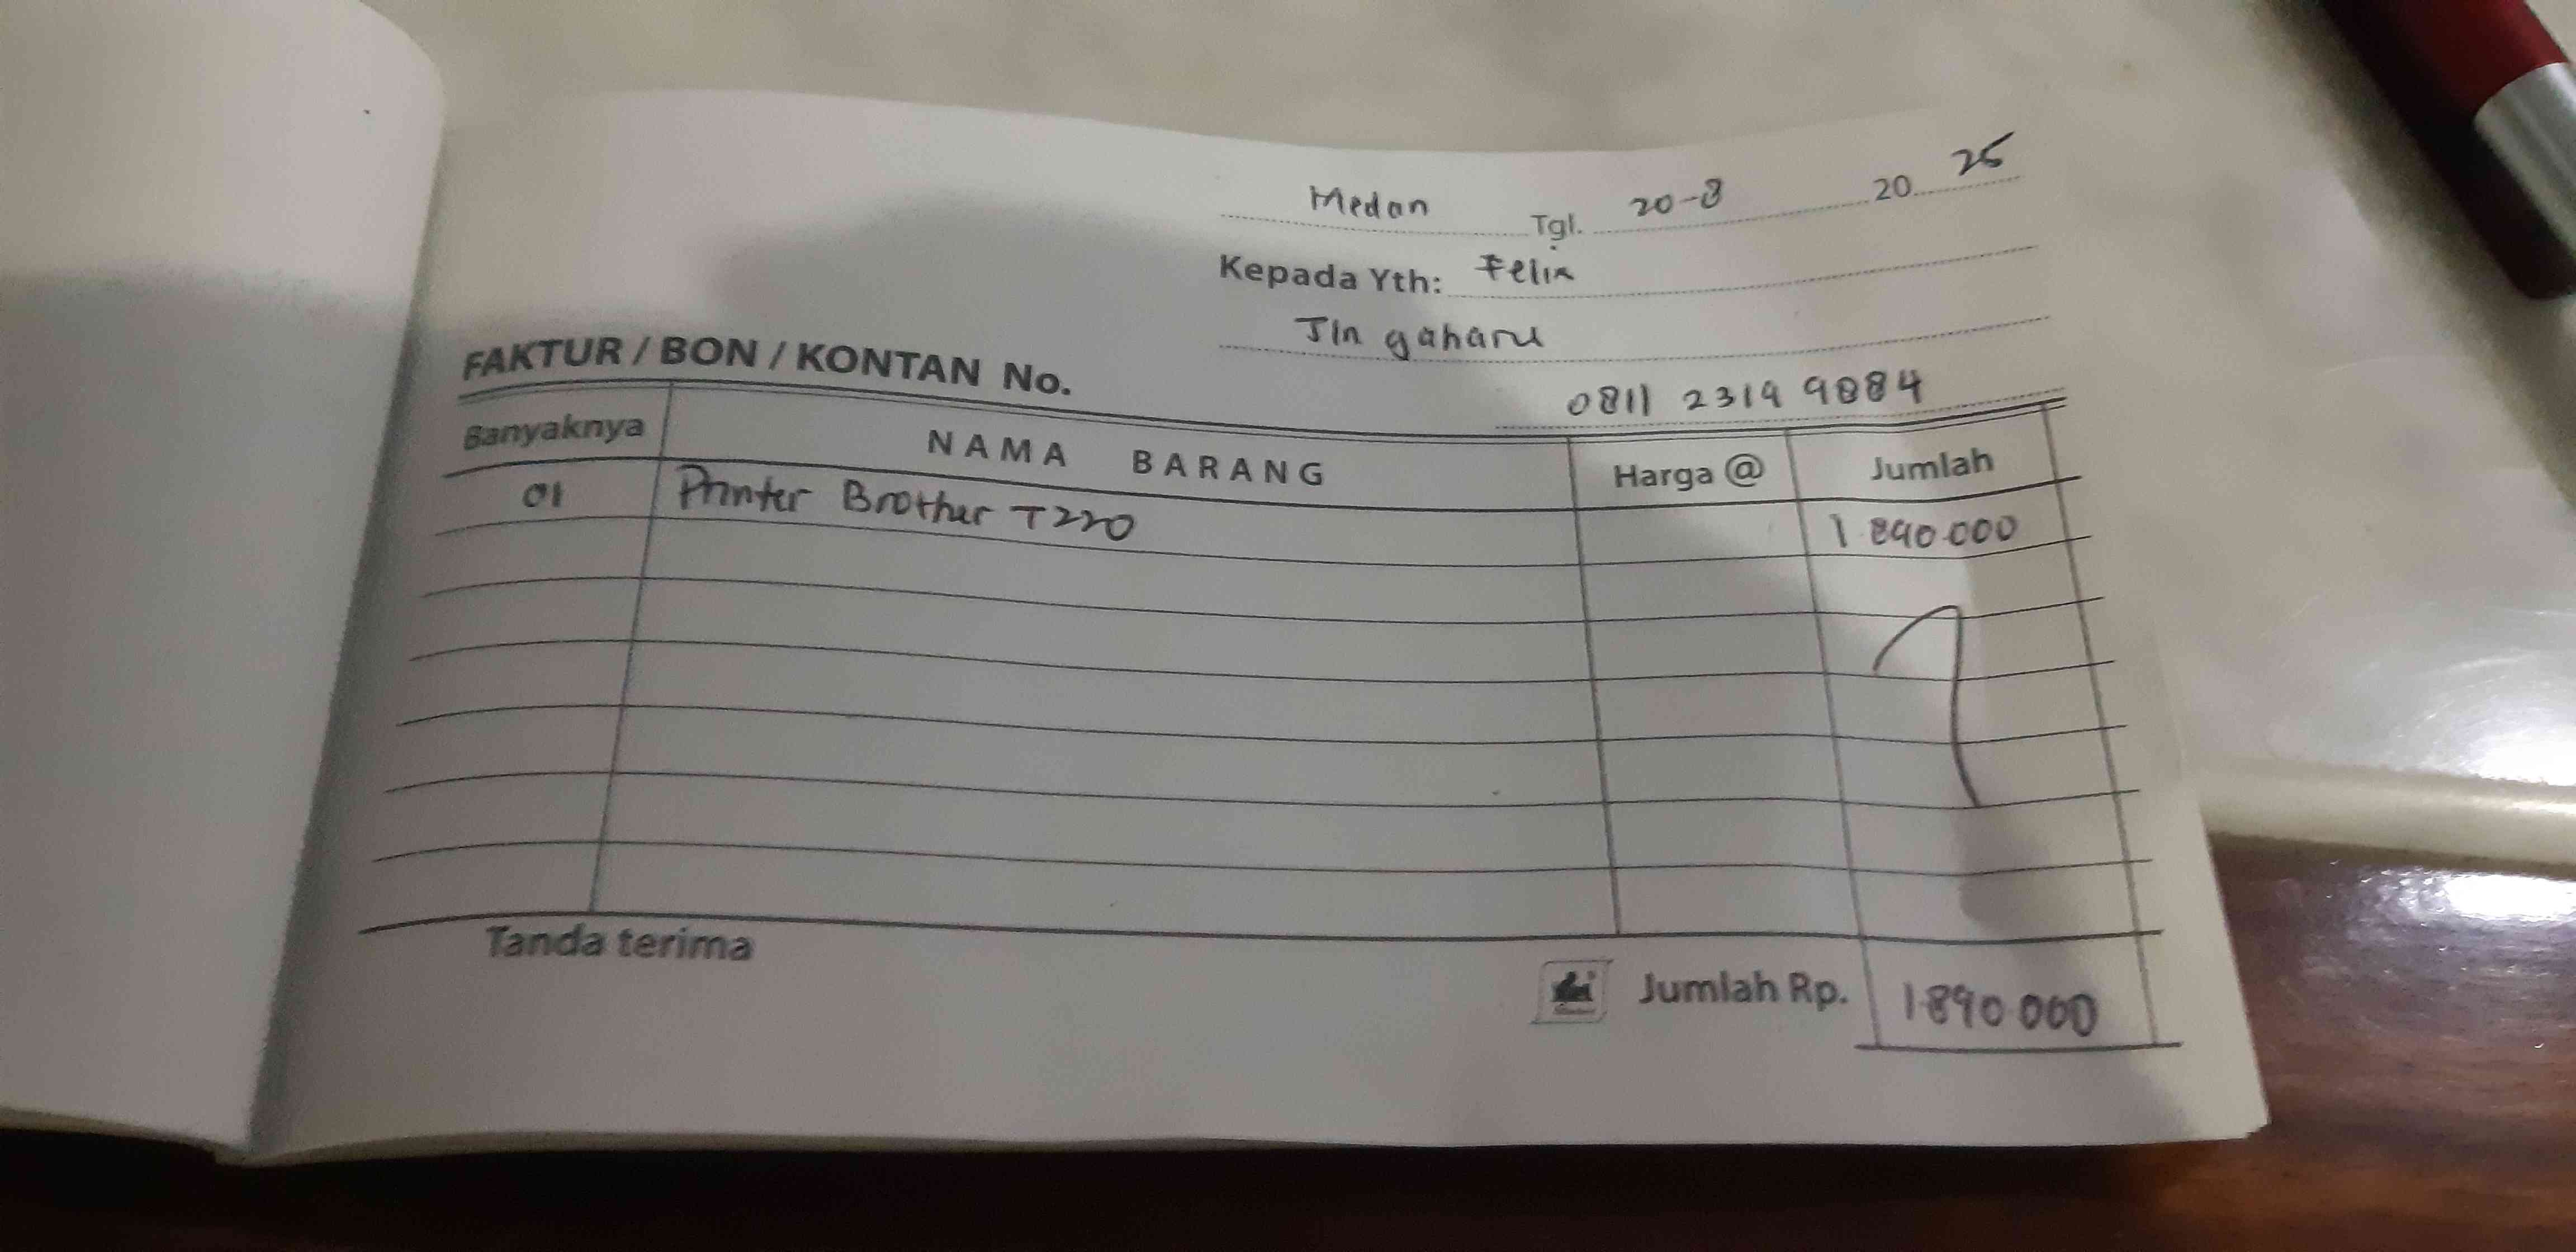 Medan Tgl. 20-8 20 25
Kepada Yth: Felix
Jln gaharu
0811 2319 9884
FAKTUR / BON / KONTAN No.
Banyaknya NAMA BARANG Harga @ Jumlah
01 Printer Brother T220 1.890.000
Tanda terima
Jumlah Rp. 1.890.000